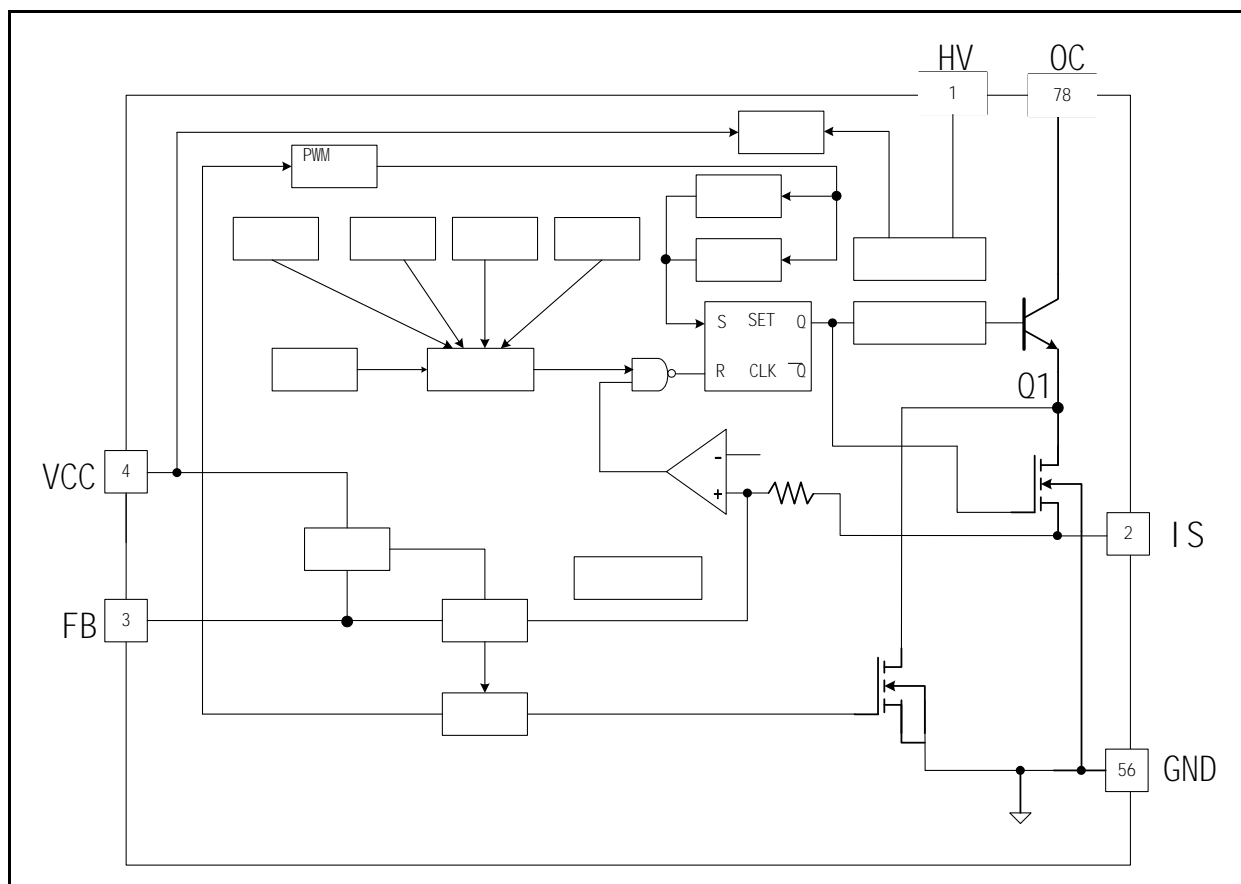 HV OC
1 78
PWM
S SET Q
R CLK Q
Q1
VCC 4
-
+
2 IS
FB 3
56 GND